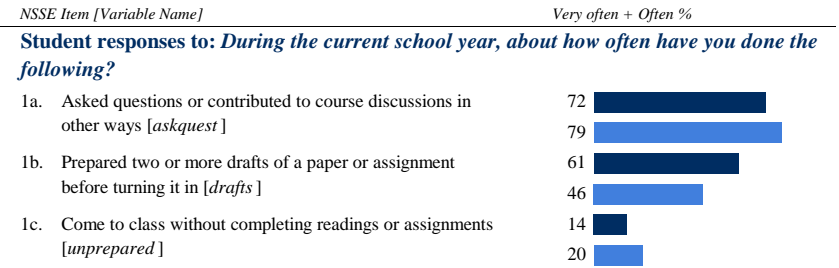 NSSE Item [Variable Name] Very often + Often %
Student responses to: During the current school year, about how often have you done the
following?
1a. Asked questions or contributed to course discussions in 72
other ways [askquest ] 79
1b. Prepared two or more drafts of a paper or assignment 61
before turning it in [drafts ] 46
1c. Come to class without completing readings or assignments 14
[unprepared ] 20